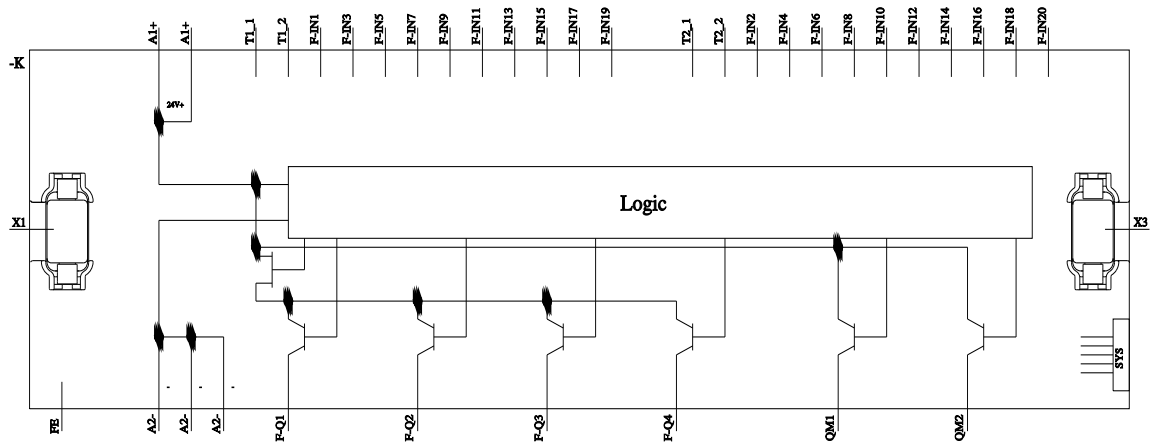 A1+
A1+
T1_1
T1_2
F-IN1
F-IN3
F-IN5
F-IN7
F-IN9
F-IN11
F-IN13
F-IN15
F-IN17
F-IN19
T2_1
T2_2
F-IN2
F-IN4
F-IN6
F-IN8
F-IN10
F-IN12
F-IN14
F-IN16
F-IN18
F-IN20
-K
24V+
Logic
X1
X3
SYS
- - -
FE
A2-
A2-
A2-
F-Q1
F-Q2
F-Q3
F-Q4
QM1
QM2